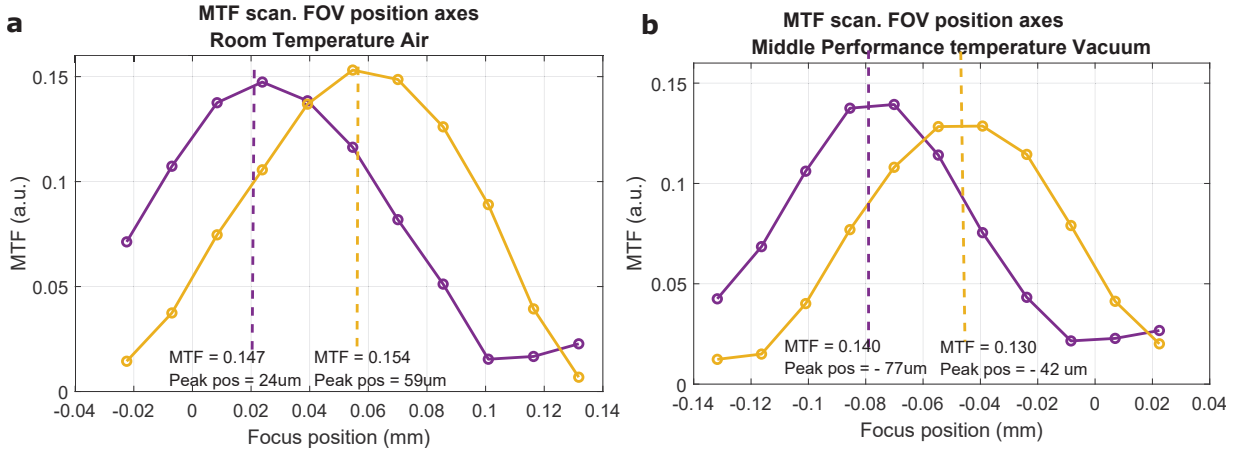 a
MTF scan. FOV position axes
Room Temperature Air
MTF (a.u.)
0.15
0.1
0.05
0
MTF = 0.147
Peak pos = 24um
MTF = 0.154
Peak pos = 59um
-0.04 -0.02 0 0.02 0.04 0.06 0.08 0.1 0.12 0.14
Focus position (mm)
b
MTF scan. FOV position axes
Middle Performance temperature Vacuum
MTF (a.u.)
0.15
0.1
0.05
0
MTF = 0.140
Peak pos = - 77um
MTF = 0.130
Peak pos = - 42 um
-0.14 -0.12 -0.1 -0.08 -0.06 -0.04 -0.02 0 0.02 0.04
Focus position (mm)